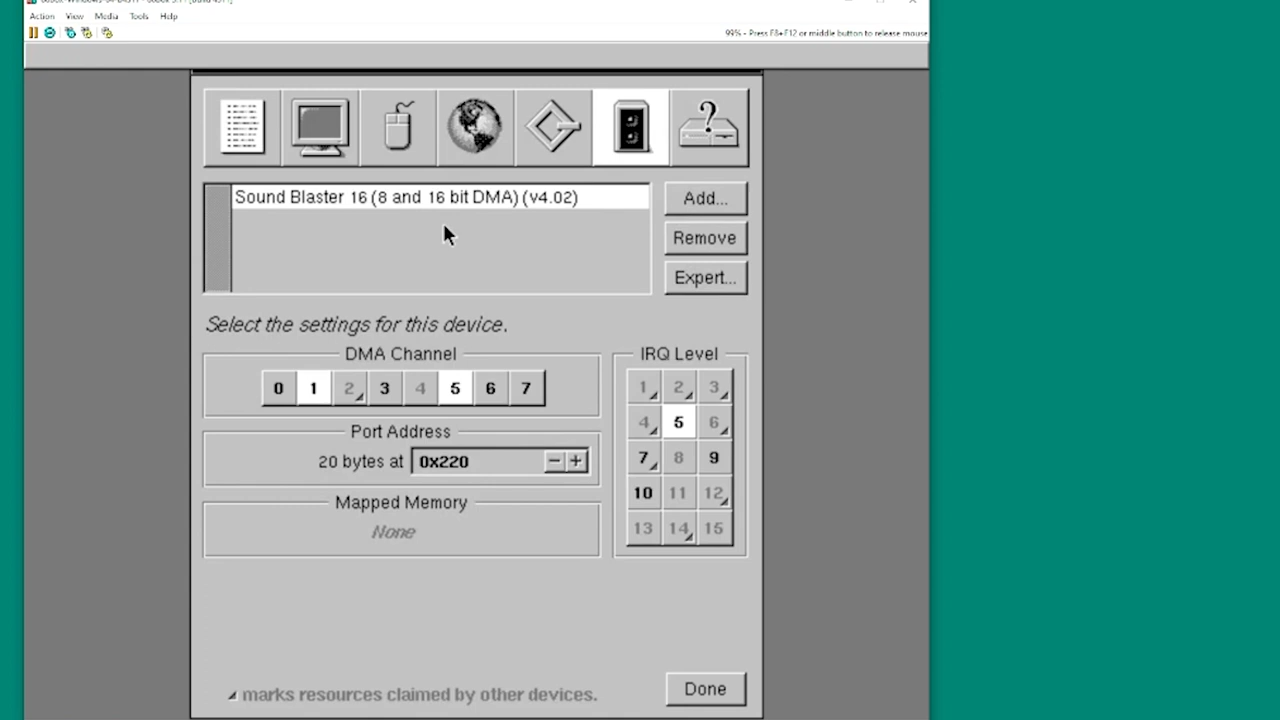 Action View Media Tools Help
99% - Press F8+F12 or middle button to release mouse
?
Sound Blaster 16 (8 and 16 bit DMA) (v4.02)
Add...
Remove
Expert...
Select the settings for this device.
DMA Channel
0 1 2 3 4 5 6 7
Port Address
20 bytes at 0x220 − +
Mapped Memory
None
IRQ Level
1 2 3
4 5 6
7 8 9
10 11 12
13 14 15
marks resources claimed by other devices.
Done